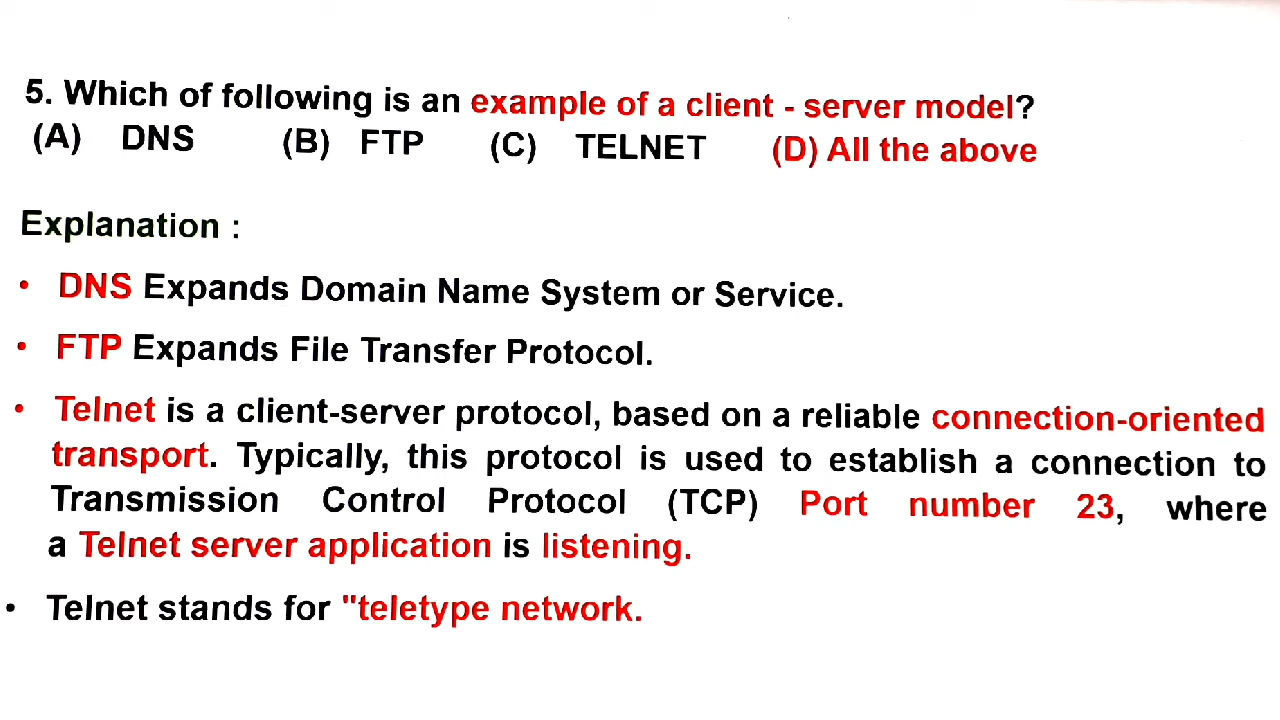 5. Which of following is an example of a client - server model?
(A) DNS (B) FTP (C) TELNET (D) All the above
Explanation :
• DNS Expands Domain Name System or Service.
• FTP Expands File Transfer Protocol.
• Telnet is a client-server protocol, based on a reliable connection-oriented
transport. Typically, this protocol is used to establish a connection to
Transmission Control Protocol (TCP) Port number 23, where
a Telnet server application is listening.
• Telnet stands for "teletype network.